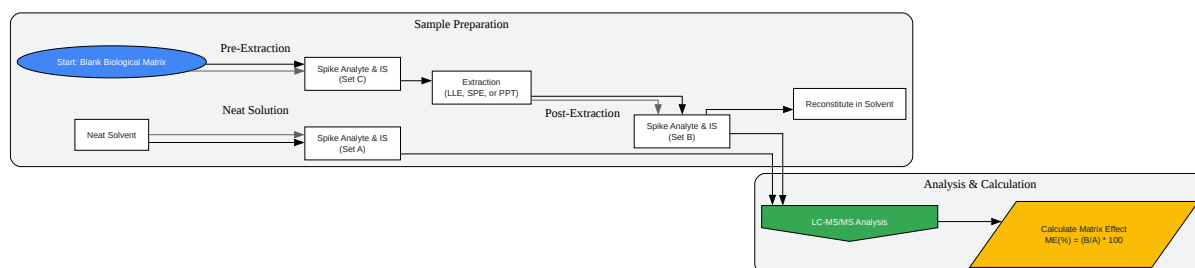 Sample Preparation
Pre-Extraction
Start: Blank Biological Matrix
Spike Analyte & IS
(Set C)
Extraction
(LLE, SPE, or PPT)
Reconstitute in Solvent
Neat Solution
Post-Extraction
Neat Solvent
Spike Analyte & IS
(Set A)
Spike Analyte & IS
(Set B)
Analysis & Calculation
LC-MS/MS Analysis
Calculate Matrix Effect
ME(%) = (B/A) * 100